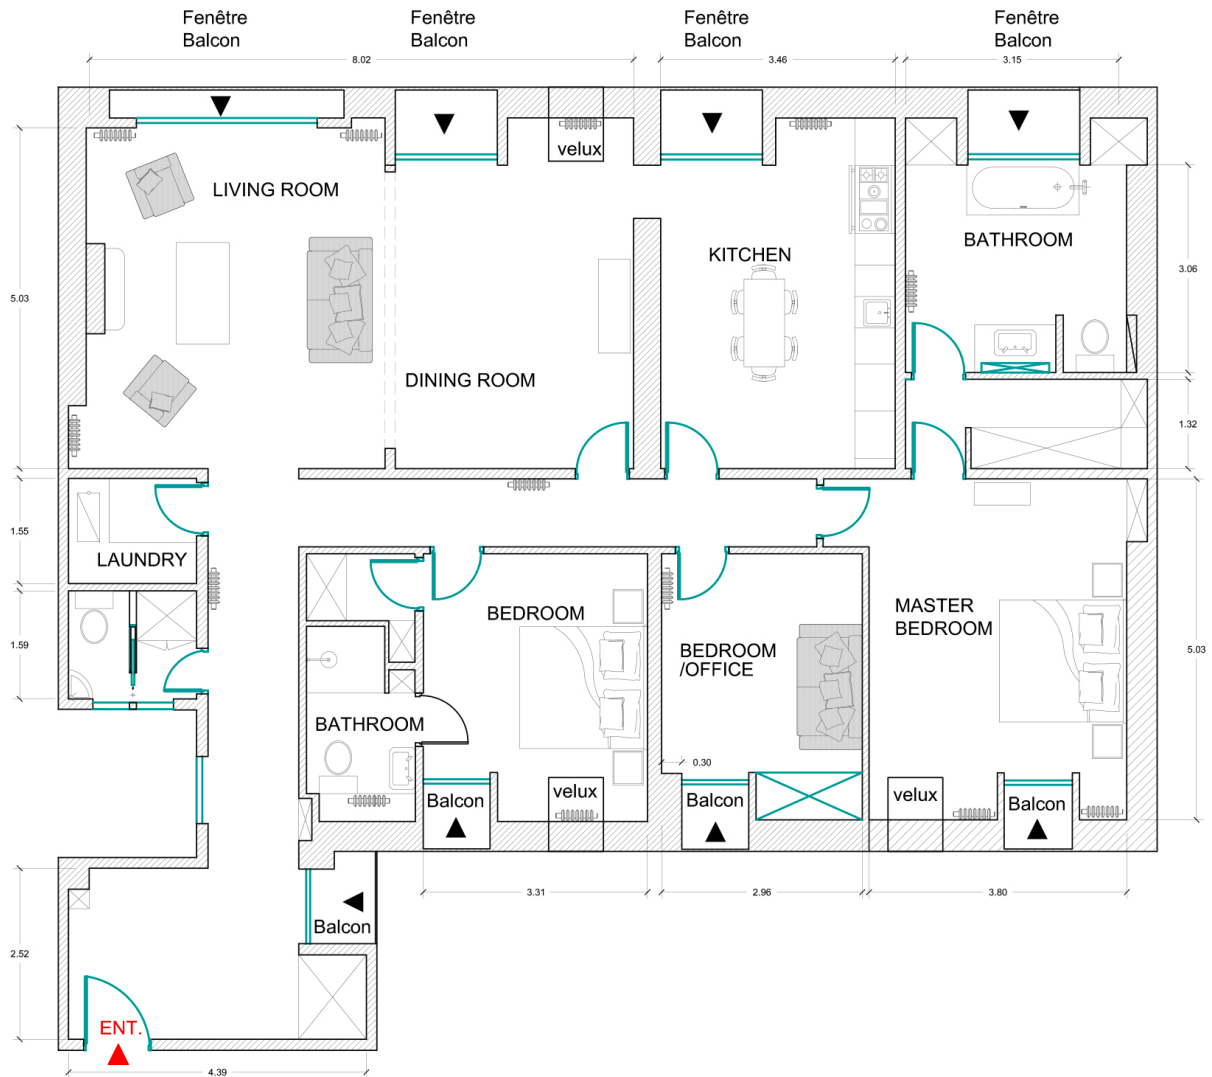 Fenêtre
Balcon
Fenêtre
Balcon
Fenêtre
Balcon
Fenêtre
Balcon
8.02
3.46
3.15
velux
LIVING ROOM
KITCHEN
BATHROOM
3.06
5.03
DINING ROOM
1.32
1.55
LAUNDRY
BEDROOM
MASTER
BEDROOM
1.59
BEDROOM
/OFFICE
5.03
BATHROOM
0.30
Balcon
velux
Balcon
velux
Balcon
3.31
2.96
3.80
Balcon
2.52
ENT.
4.39